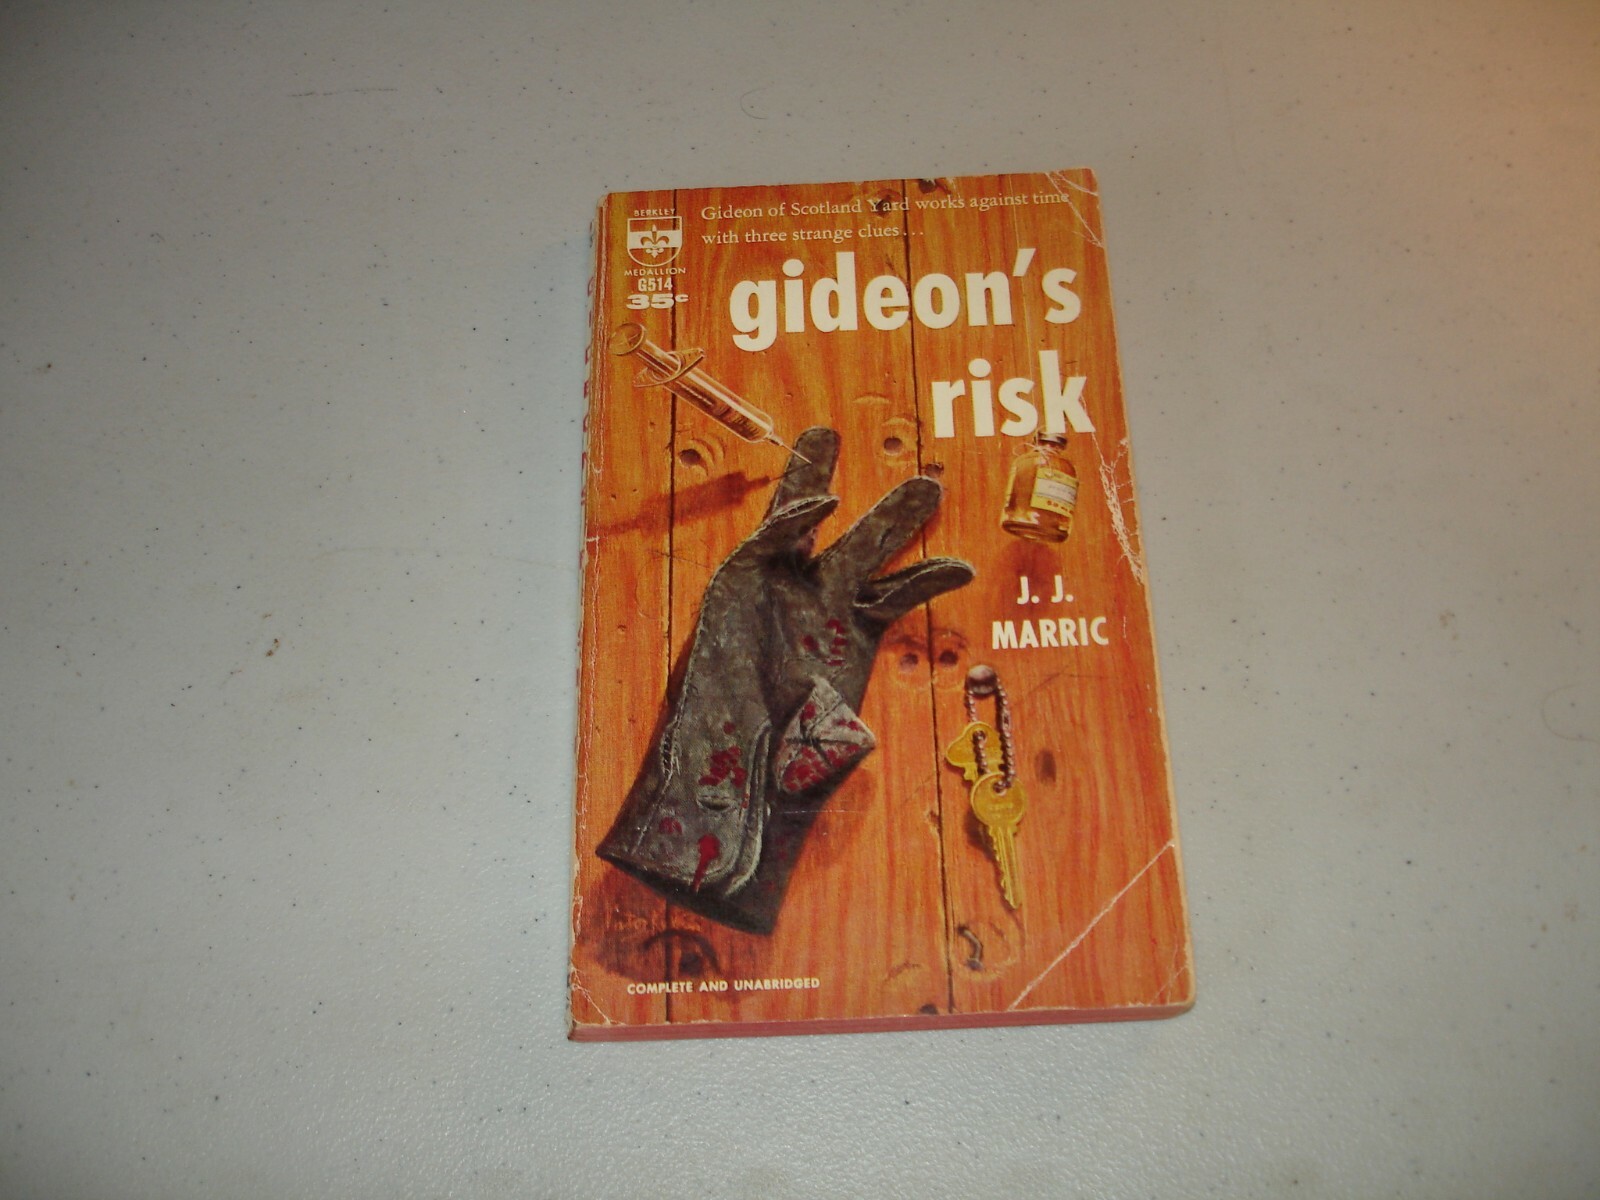 BERKLEY
MEDALLION
G514
35c
Gideon of Scotland Yard works against time
with three strange clues...
gideon's
risk
J. J.
MARRIC
COMPLETE AND UNABRIDGED